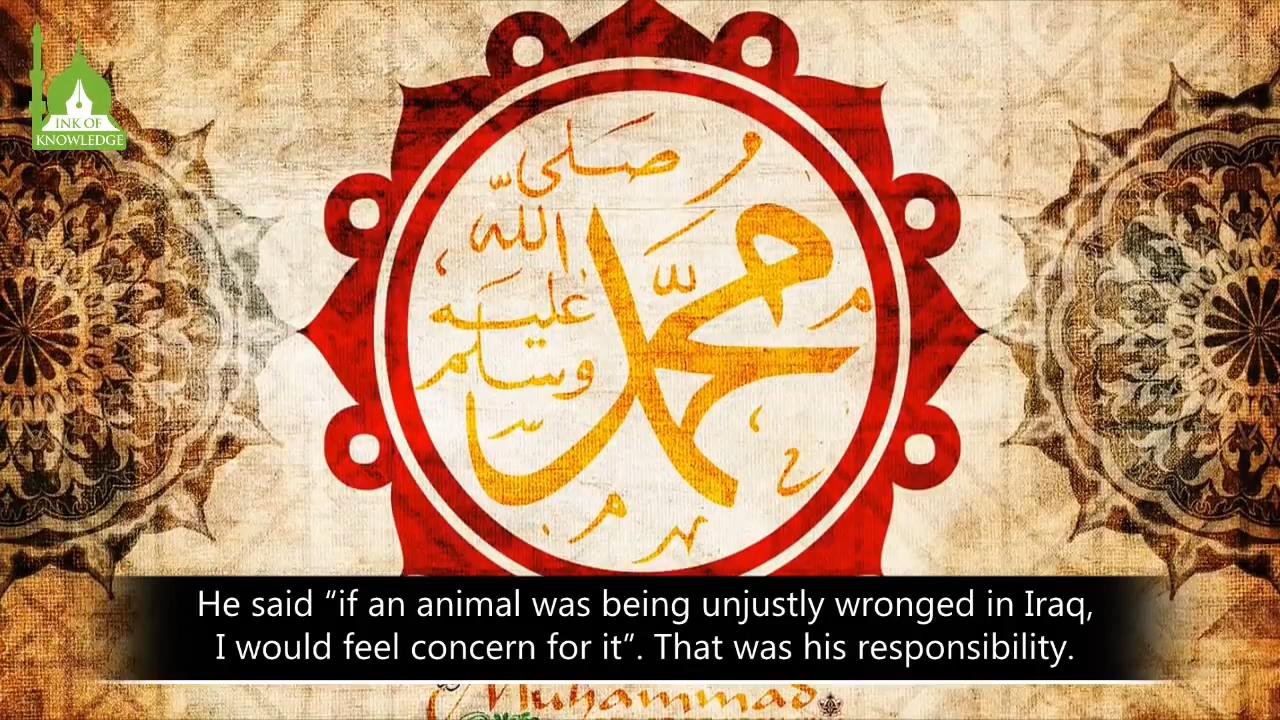 INK OF
KNOWLEDGE
صلى
الله
عليه
وسلم
محمد
He said “if an animal was being unjustly wronged in Iraq,
I would feel concern for it”. That was his responsibility.
Muhammad